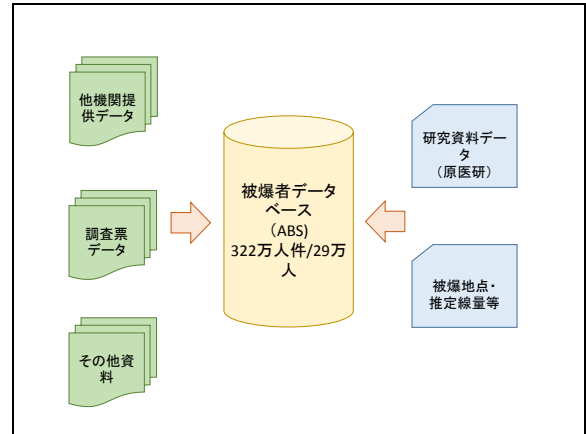 他機関提
供データ
調査票
データ
その他資
料
被爆者データ
ベース
(ABS)
322万人件/29万
人
研究資料デー
タ
（原医研）
被爆地点・
推定線量等